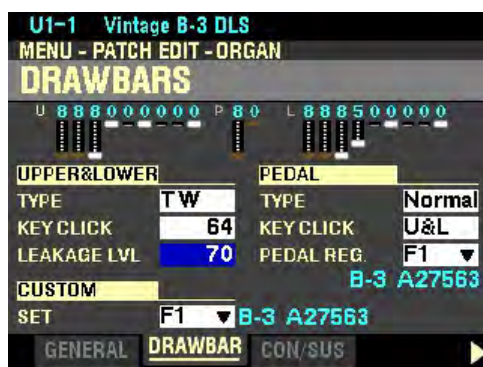 U1-1 Vintage B-3 DLS
MENU - PATCH EDIT - ORGAN
DRAWBARS
U 888000000 P 80 L 888500000
UPPER&LOWER PEDAL
TYPE TW TYPE Normal
KEY CLICK 64 KEY CLICK U&L
LEAKAGE LVL 70 PEDAL REG. F1 ▼
B-3 A27563
CUSTOM
SET F1 ▼ B-3 A27563
GENERAL DRAWBAR CON/SUS